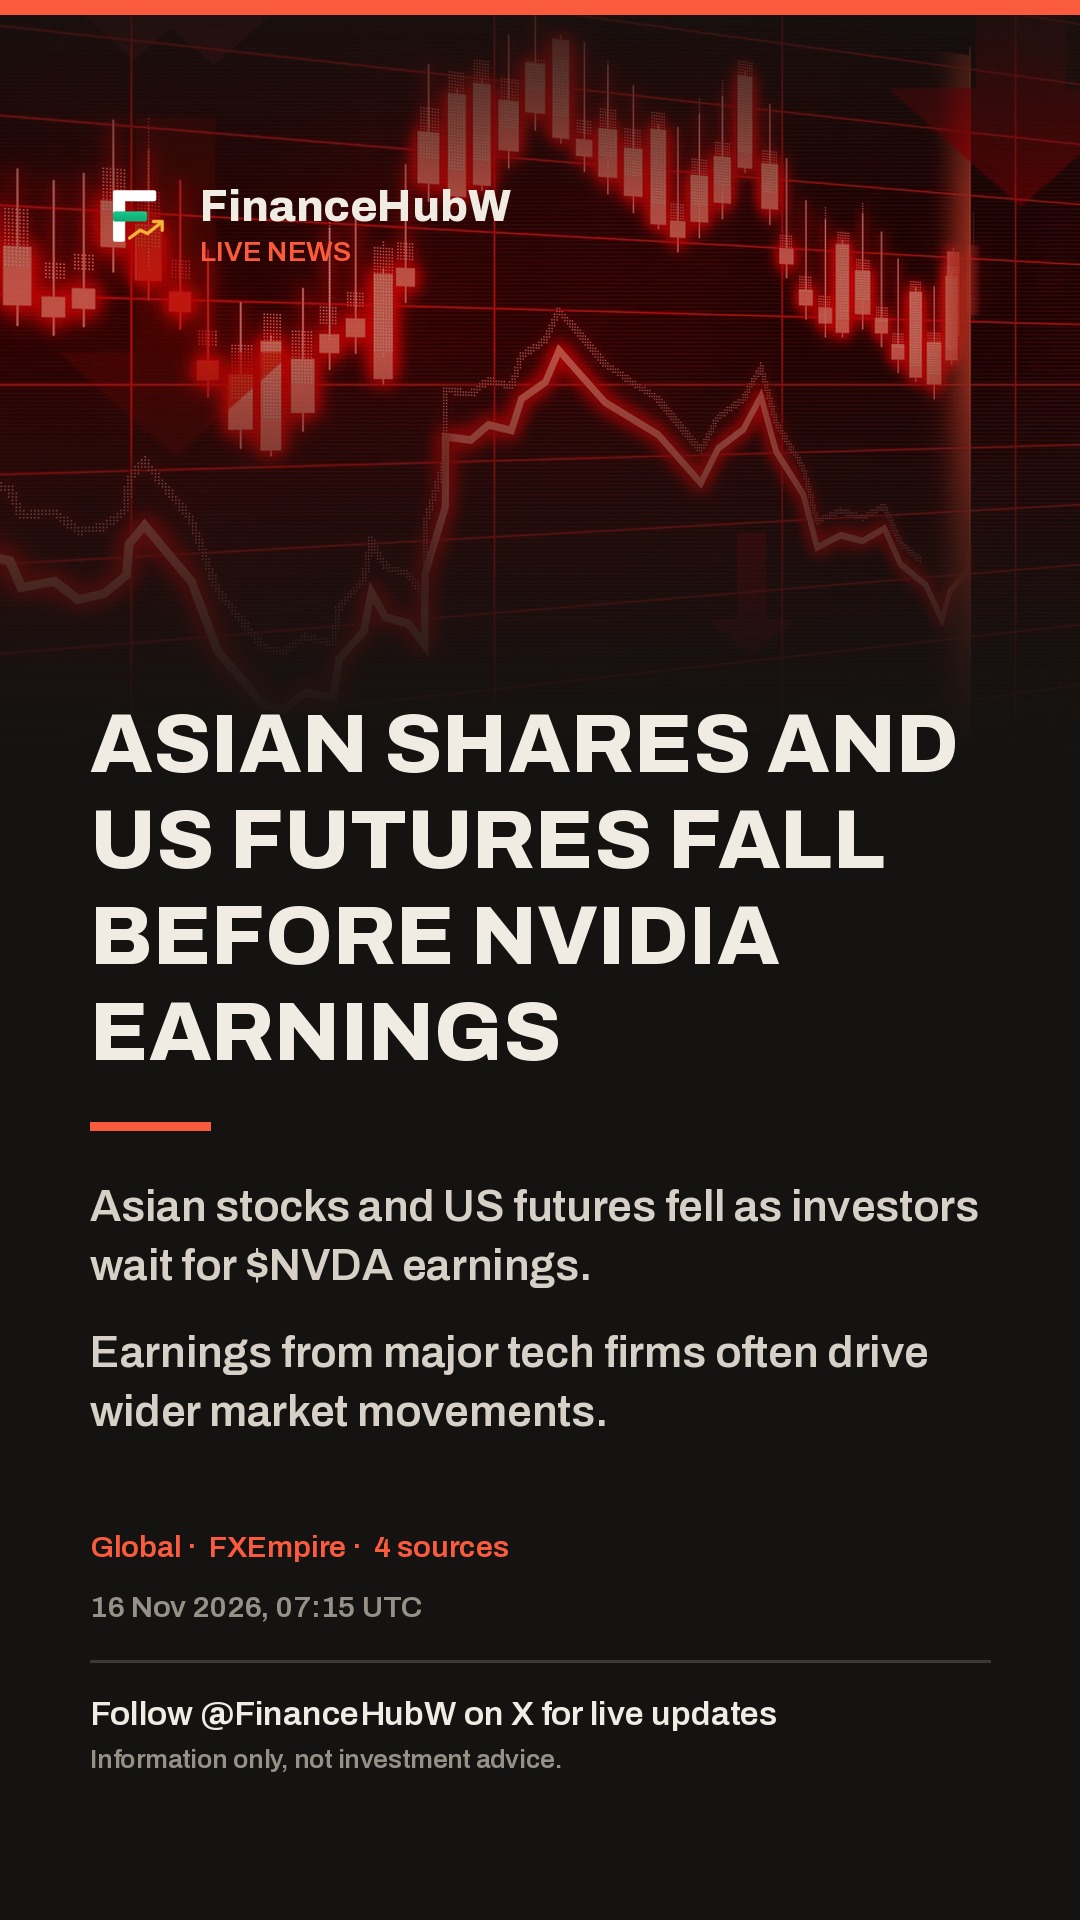 FinanceHubW
LIVE NEWS
ASIAN SHARES AND
US FUTURES FALL
BEFORE NVIDIA
EARNINGS
Asian stocks and US futures fell as investors
wait for $NVDA earnings.
Earnings from major tech firms often drive
wider market movements.
Global · FXEmpire · 4 sources
16 Nov 2026, 07:15 UTC
Follow @FinanceHubW on X for live updates
Information only, not investment advice.